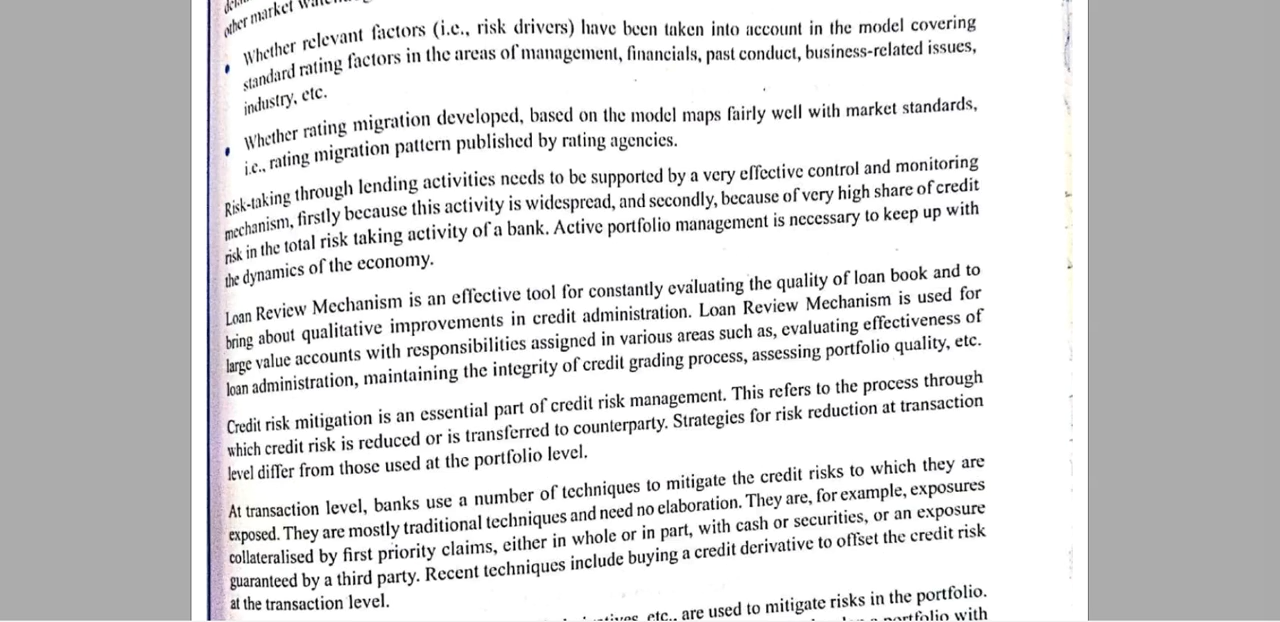 other market
• Whether relevant factors (i.e., risk drivers) have been taken into account in the model covering
standard rating factors in the areas of management, financials, past conduct, business-related issues,
industry, etc.
• Whether rating migration developed, based on the model maps fairly well with market standards,
i.e., rating migration pattern published by rating agencies.
Risk-taking through lending activities needs to be supported by a very effective control and monitoring
mechanism, firstly because this activity is widespread, and secondly, because of very high share of credit
risk in the total risk taking activity of a bank. Active portfolio management is necessary to keep up with
the dynamics of the economy.
Loan Review Mechanism is an effective tool for constantly evaluating the quality of loan book and to
bring about qualitative improvements in credit administration. Loan Review Mechanism is used for
large value accounts with responsibilities assigned in various areas such as, evaluating effectiveness of
loan administration, maintaining the integrity of credit grading process, assessing portfolio quality, etc.
Credit risk mitigation is an essential part of credit risk management. This refers to the process through
which credit risk is reduced or is transferred to counterparty. Strategies for risk reduction at transaction
level differ from those used at the portfolio level.
At transaction level, banks use a number of techniques to mitigate the credit risks to which they are
exposed. They are mostly traditional techniques and need no elaboration. They are, for example, exposures
collateralised by first priority claims, either in whole or in part, with cash or securities, or an exposure
guaranteed by a third party. Recent techniques include buying a credit derivative to offset the credit risk
at the transaction level.
etc., are used to mitigate risks in the portfolio.
portfolio with